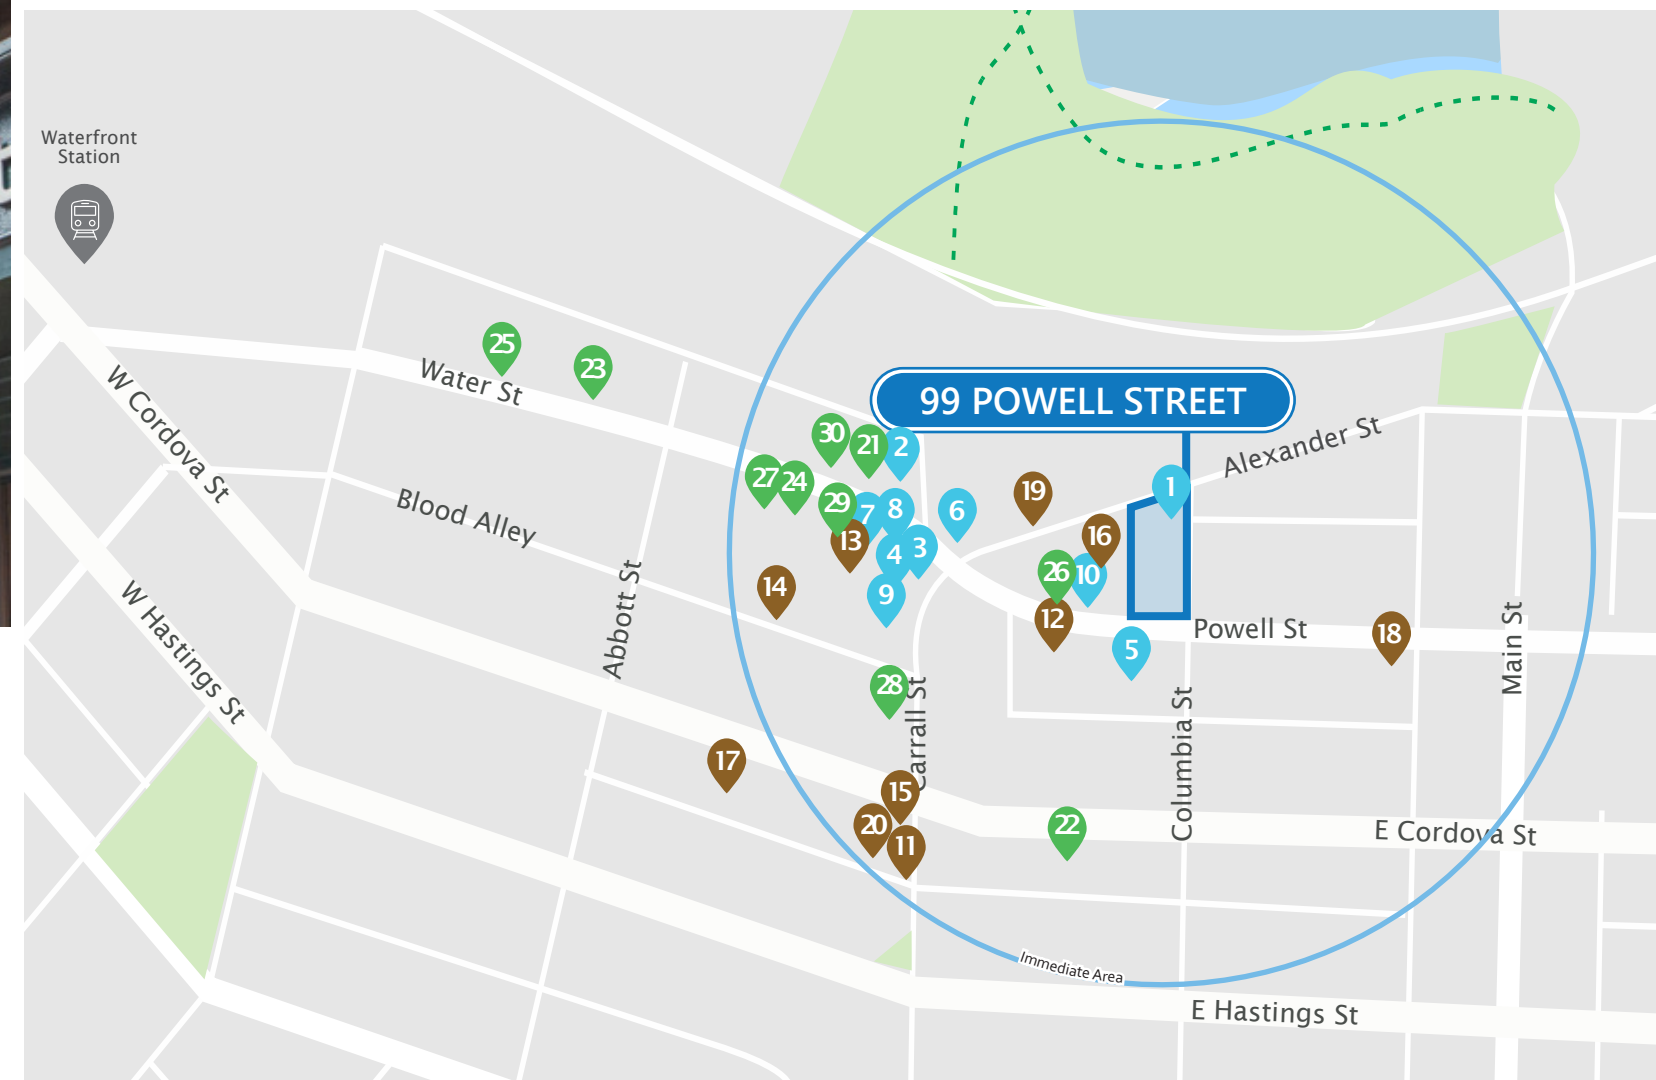 Waterfront
Station
25
23
Water St
W Cordova St
99 POWELL STREET
30
21
2
Alexander St
27
24
29
7
8
6
19
1
Blood Alley
13
4
3
16
14
9
26
10
12
Powell St
18
5
W Hastings St
Abbott St
Main St
28
Carrall St
Columbia St
17
15
20
11
22
E Cordova St
Immediate Area
E Hastings St